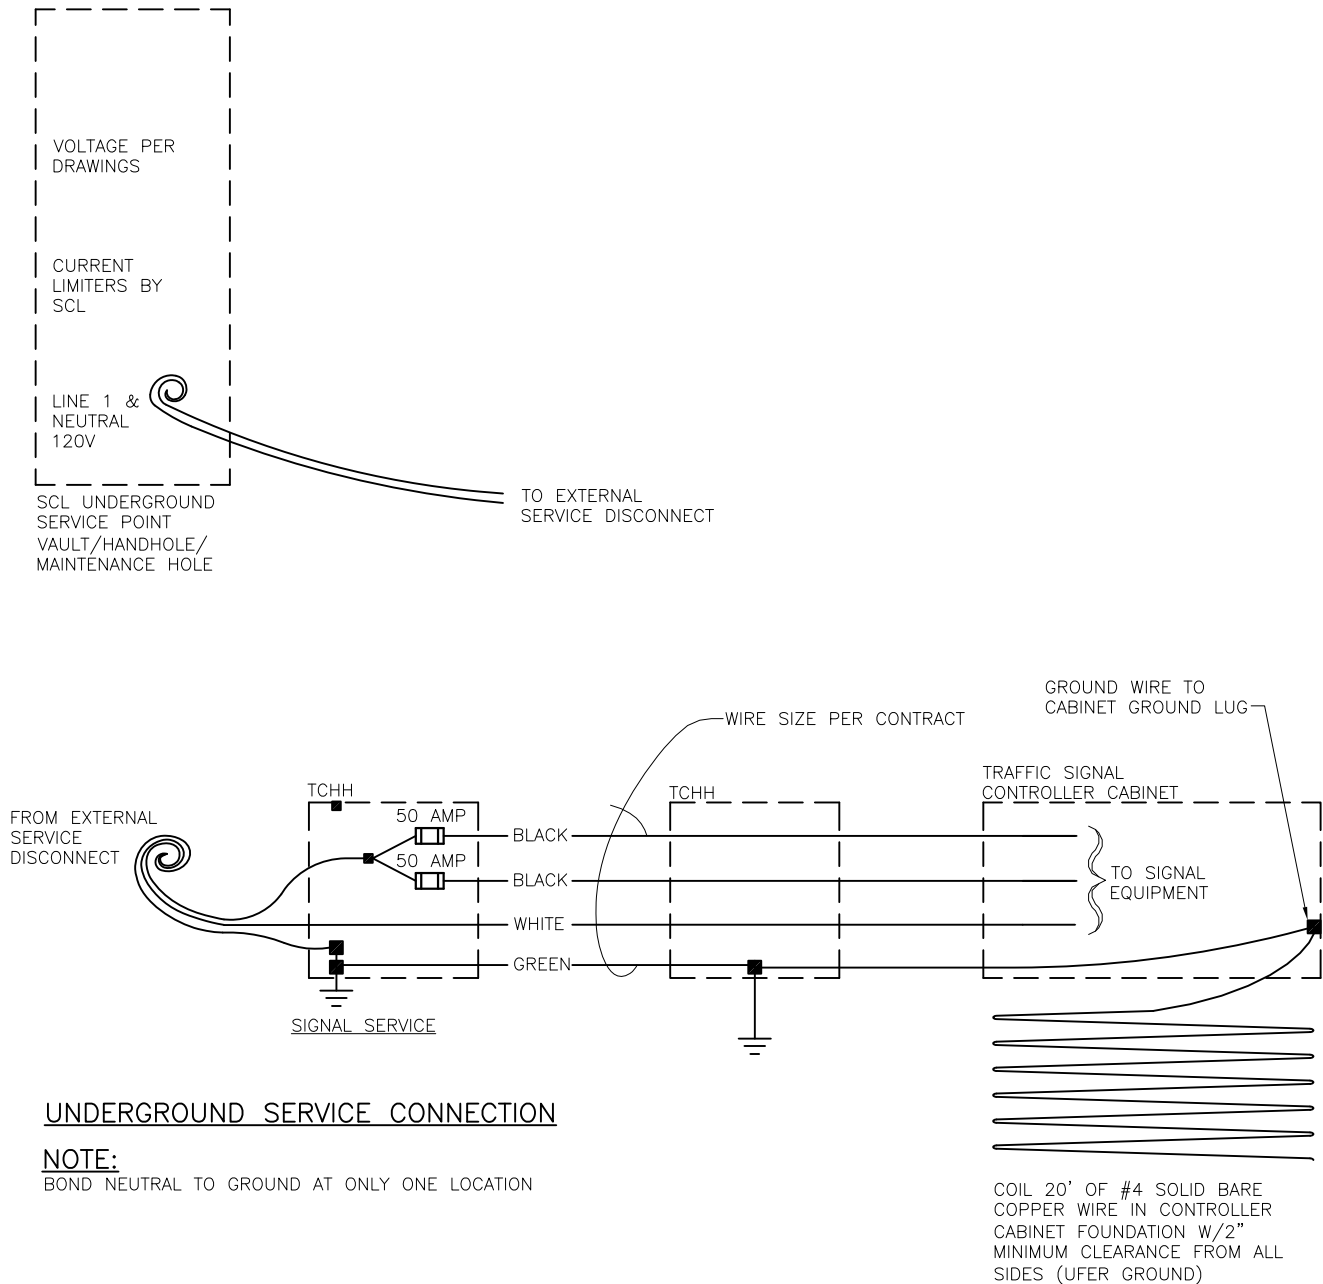 VOLTAGE PER
DRAWINGS
CURRENT
LIMITERS BY
SCL
LINE 1 &
NEUTRAL
120V
SCL UNDERGROUND
SERVICE POINT
VAULT/HANDHOLE/
MAINTENANCE HOLE
TO EXTERNAL
SERVICE DISCONNECT
GROUND WIRE TO
CABINET GROUND LUG
WIRE SIZE PER CONTRACT
TRAFFIC SIGNAL
CONTROLLER CABINET
TCHH
TCHH
FROM EXTERNAL
SERVICE
DISCONNECT
50 AMP
BLACK
50 AMP
BLACK
TO SIGNAL
EQUIPMENT
WHITE
GREEN
SIGNAL SERVICE
UNDERGROUND SERVICE CONNECTION
NOTE:
BOND NEUTRAL TO GROUND AT ONLY ONE LOCATION
COIL 20' OF #4 SOLID BARE
COPPER WIRE IN CONTROLLER
CABINET FOUNDATION W/2"
MINIMUM CLEARANCE FROM ALL
SIDES (UFER GROUND)